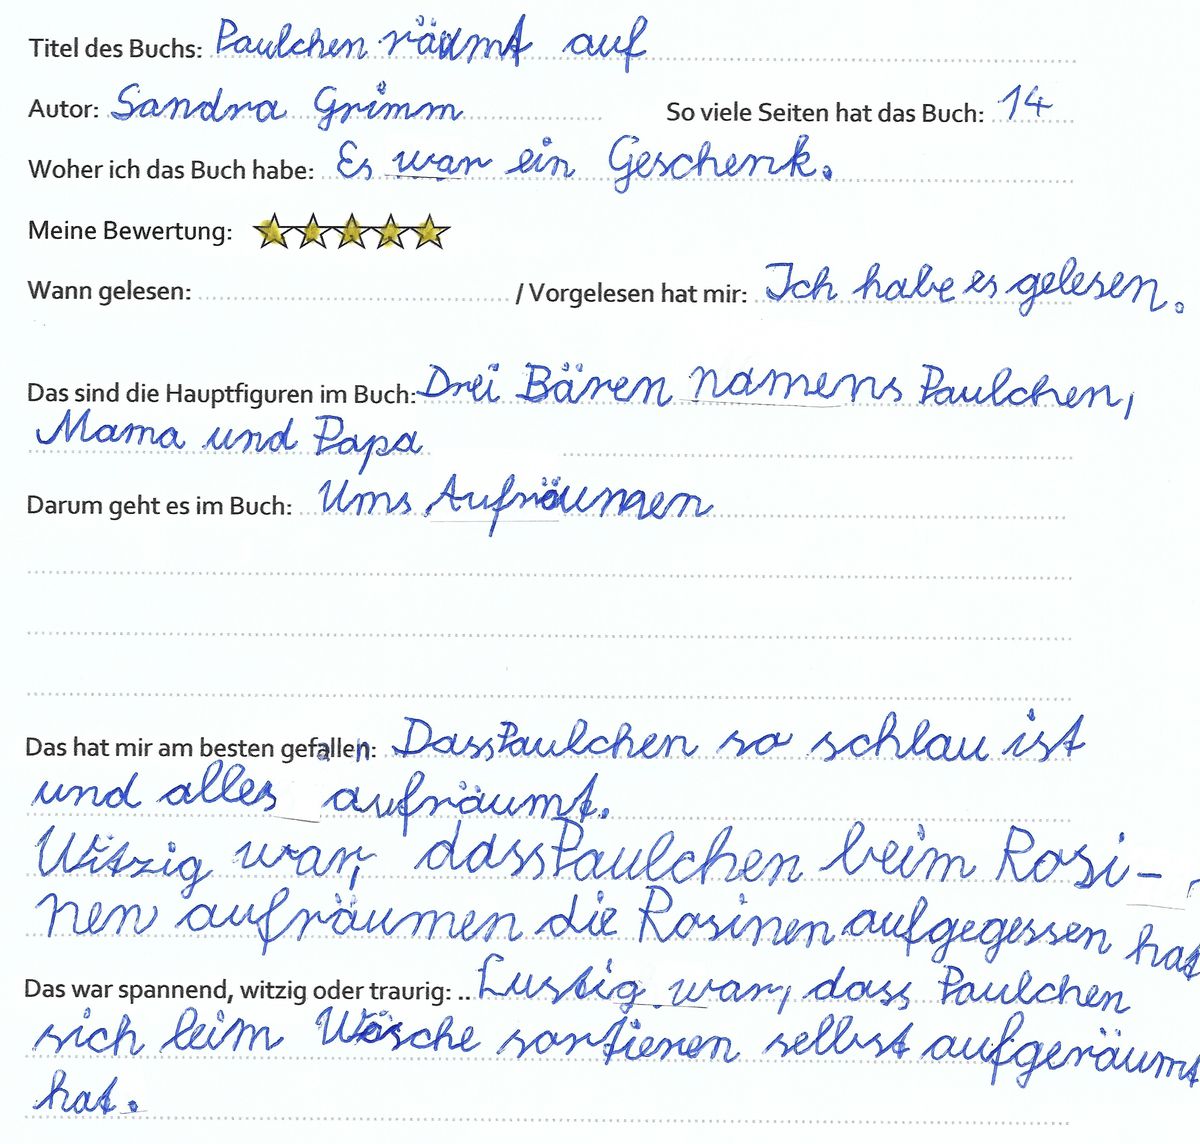 Titel des Buchs: Paulchen räumt auf
Autor: Sandra Grimm So viele Seiten hat das Buch: 14
Woher ich das Buch habe: Es war ein Geschenk.
Meine Bewertung:
Wann gelesen: / Vorgelesen hat mir: Ich habe es gelesen.
Das sind die Hauptfiguren im Buch: Drei Bären namens Paulchen,
Mama und Papa
Darum geht es im Buch: Ums Aufräumen
Das hat mir am besten gefallen: Dass Paulchen so schlau ist
und alles aufräumt.
Witzig war, dass Paulchen beim Rosi-
nen aufräumen die Rosinen aufgegessen hat
Das war spannend, witzig oder traurig: .. Lustig war, dass Paulchen
sich beim Wäsche sortieren selbst aufgeräumt
hat.